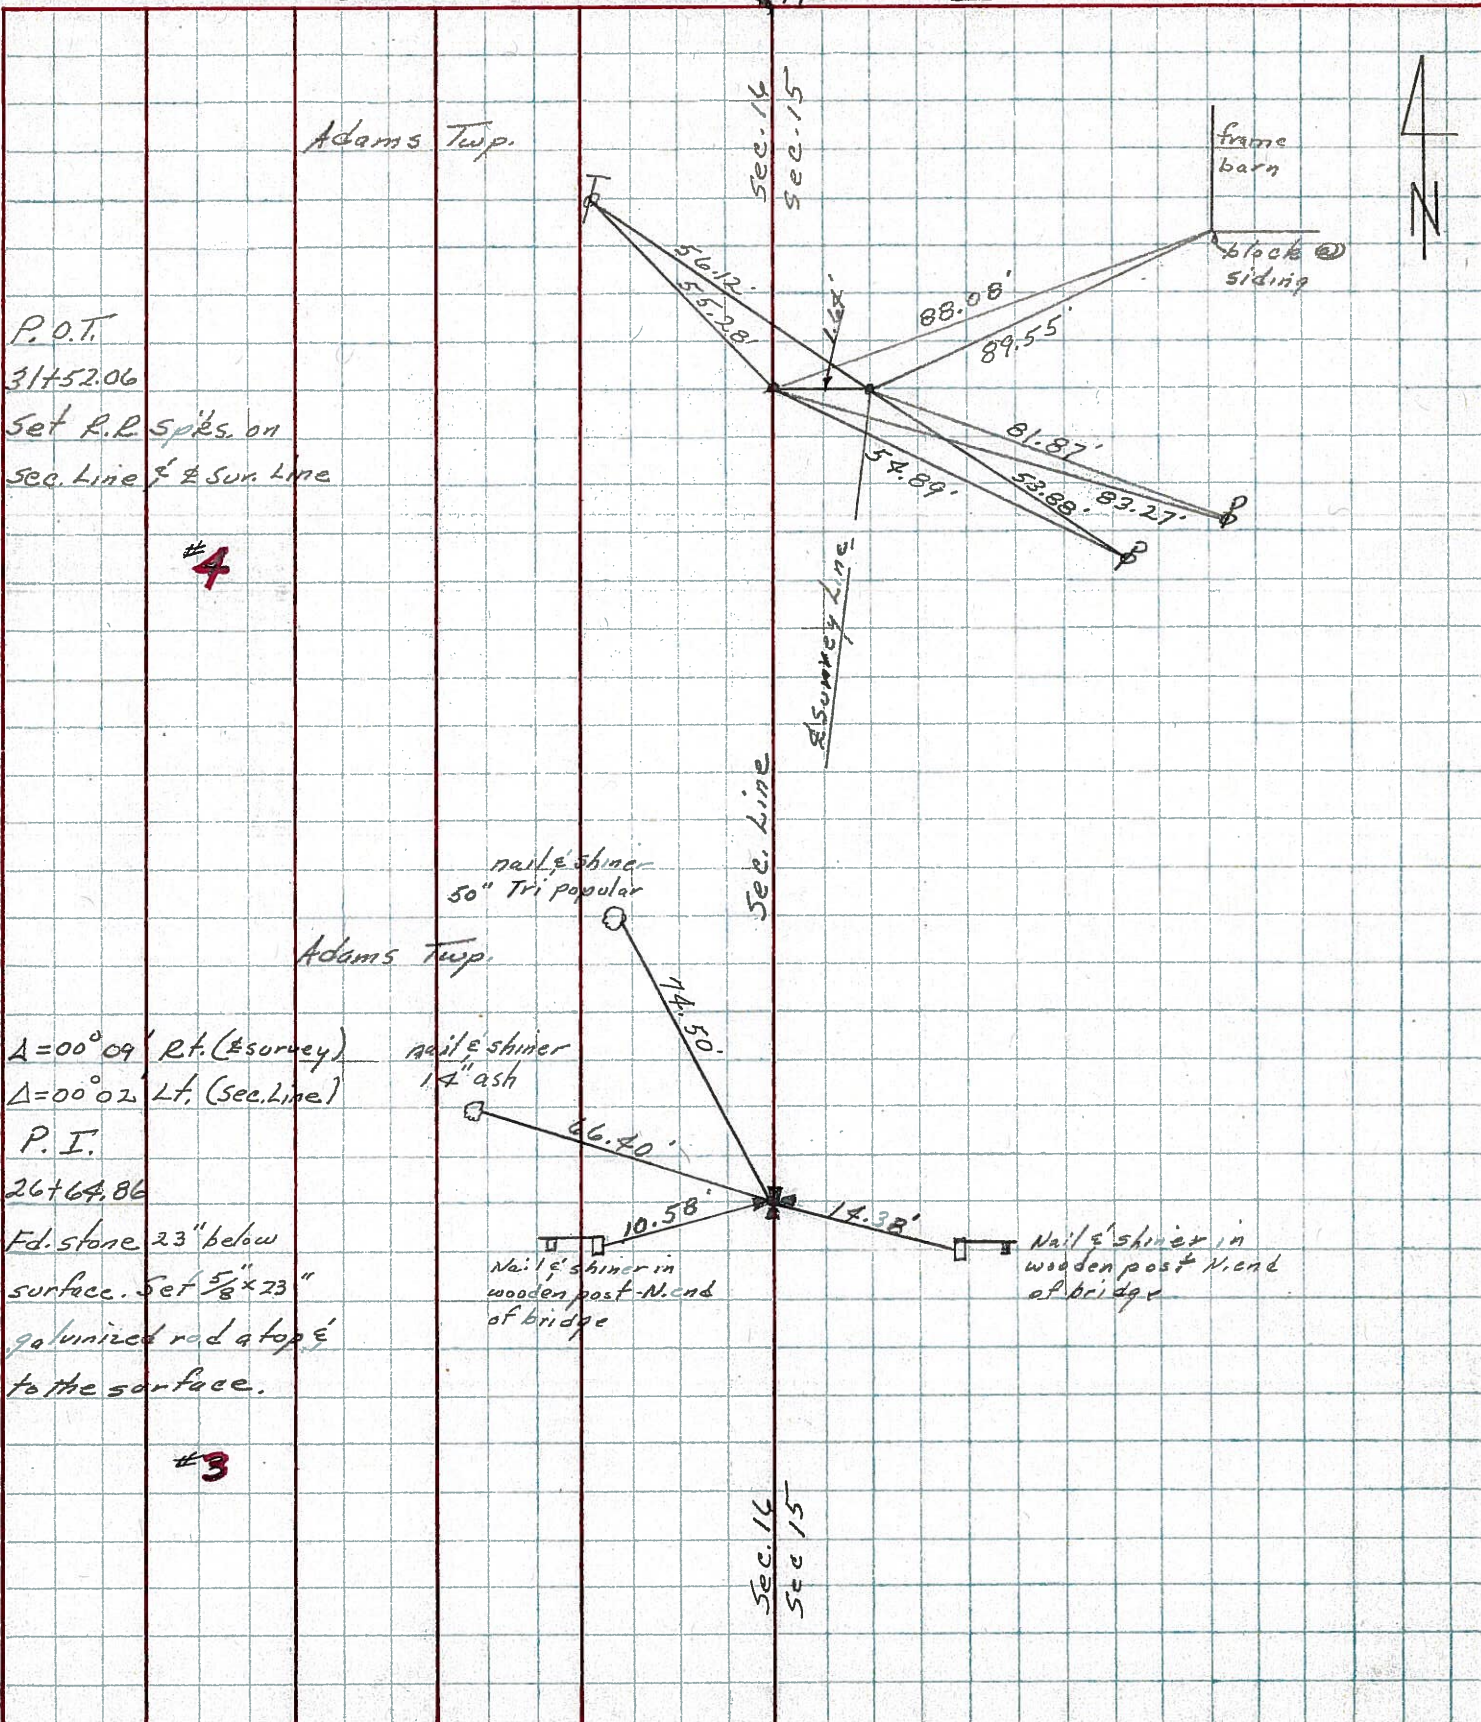 Adams Twp.
Sec. 16
Sec. 15
frame
barn
block @
siding
N
T
56.12'
55.28'
88.08'
89.55'
P.O.T.
31+52.06
Set R.R. spks. on
Sec. Line & ℄ Sur. Line
#4
81.87'
83.27'
54.89'
53.88'
P
P
℄ Survey Line
Sec. Line
nail & shiner
50" Tri popular
Adams Twp.
74.50'
Δ=00°09' Rt. (℄ survey)
Δ=00°02' Lt. (Sec. Line)
P.I.
26+64.86
Fd. stone 23" below
surface. Set 5/8" x 23"
galvinized rod atop &
to the surface.
#3
nail & shiner
14" ash
66.40'
10.58'
14.38'
Nail & shiner in
wooden post -N. end
of bridge
Nail & shiner in
wooden post N. end
of bridge
Sec. 16
Sec 15